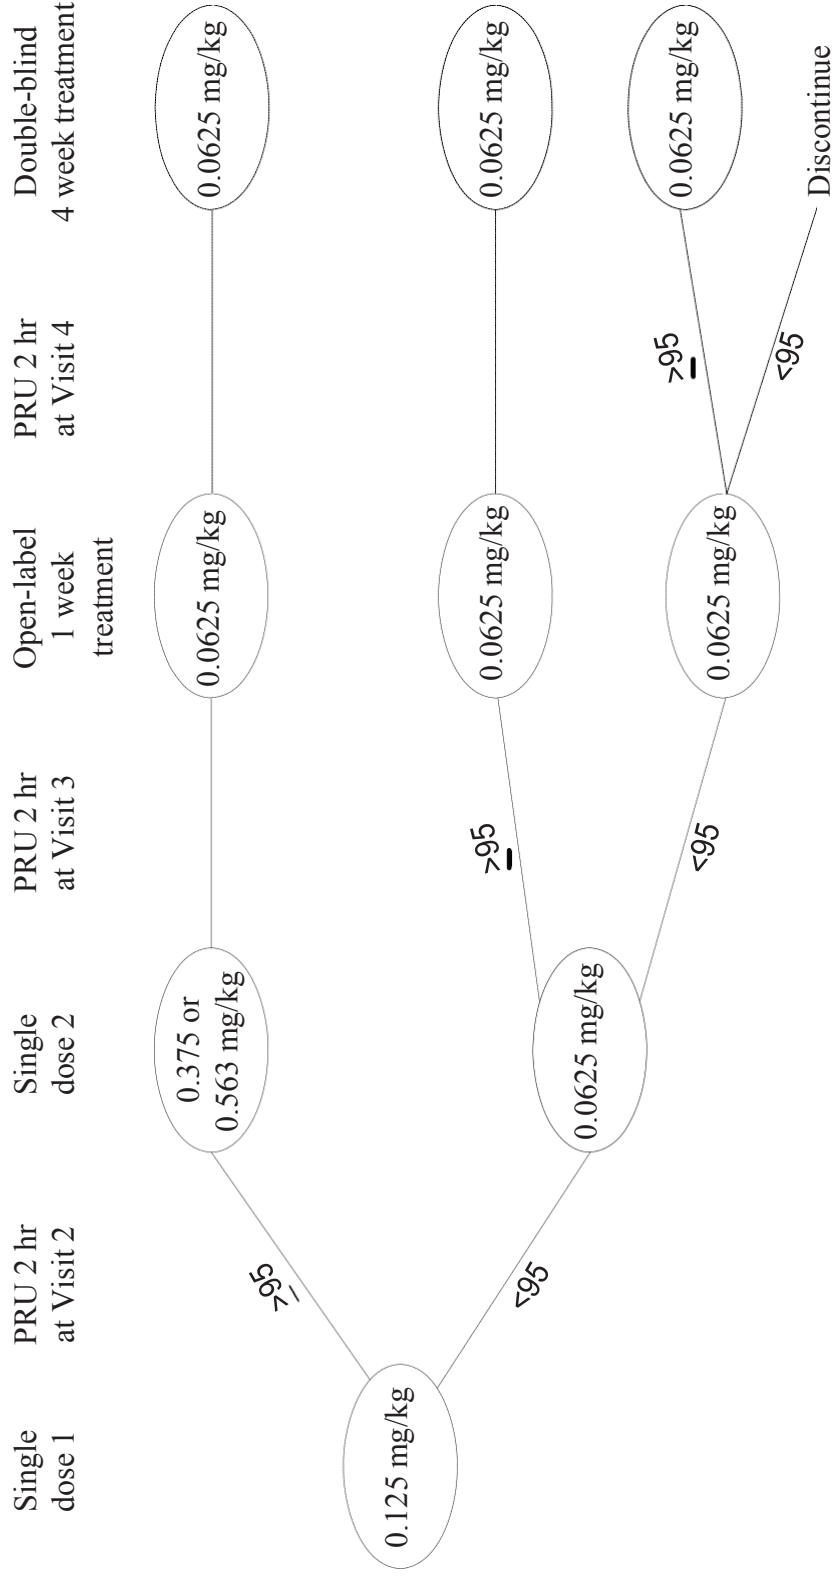 Single
dose 1
PRU 2 hr
at Visit 2
Single
dose 2
PRU 2 hr
at Visit 3
Open-label
1 week
treatment
PRU 2 hr
at Visit 4
Double-blind
4 week treatment
0.125 mg/kg
≥95
<95
0.375 or
0.563 mg/kg
0.0625 mg/kg
≥95
<95
0.0625 mg/kg
0.0625 mg/kg
0.0625 mg/kg
≥95
<95
0.0625 mg/kg
0.0625 mg/kg
0.0625 mg/kg
Discontinue